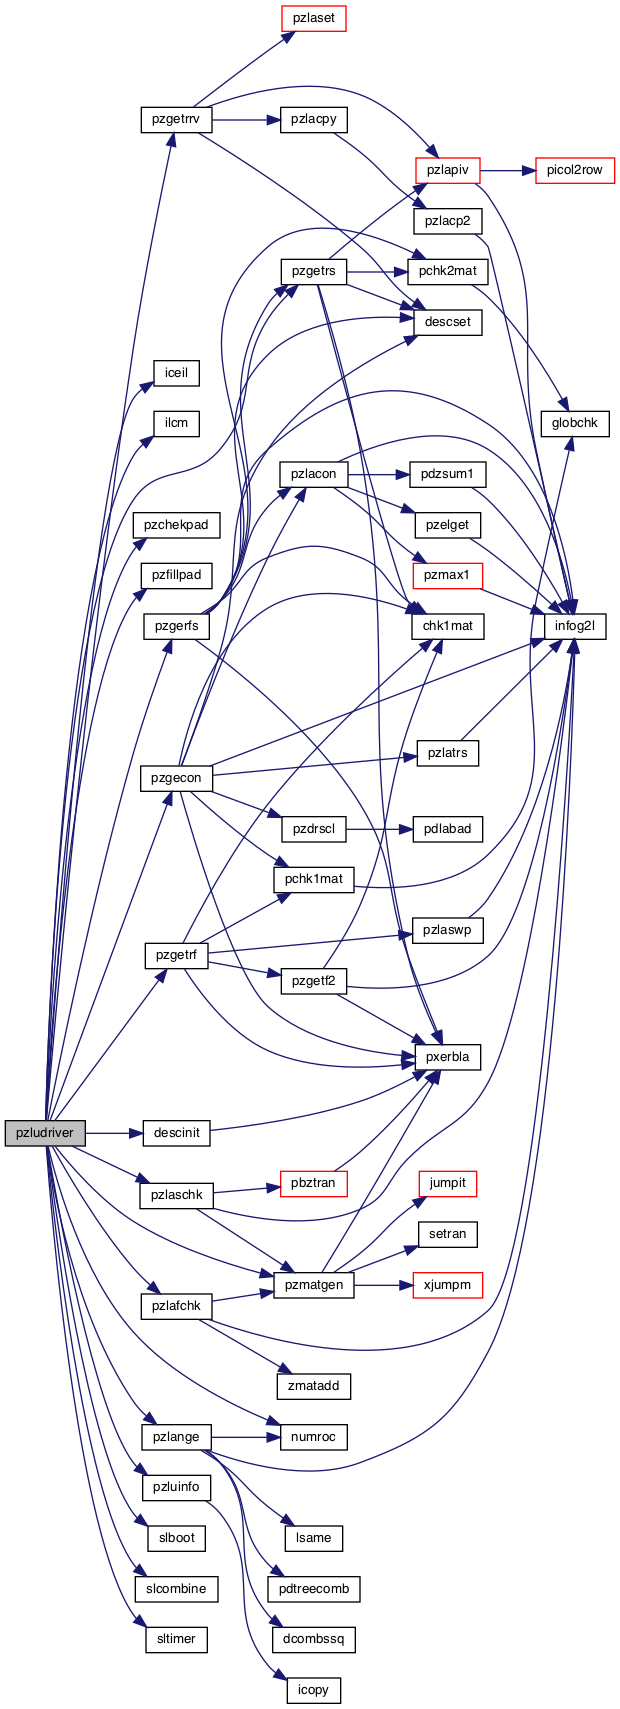 pzlaset
pzgetrrv
pzlacpy
pzlapiv
picol2row
pzlacp2
pzgetrs
pchk2mat
descset
iceil
ilcm
globchk
pzlacon
pdzsum1
pzchekpad
pzelget
pzfillpad
pzmax1
pzgerfs
chk1mat
infog2l
pzlatrs
pzgecon
pzdrscl
pdlabad
pchk1mat
pzlaswp
pzgetrf
pzgetf2
pxerbla
pzludriver
descinit
pbztran
jumpit
pzlaschk
setran
pzmatgen
xjumpm
pzlafchk
zmatadd
pzlange
numroc
pzluinfo
slboot
lsame
slcombine
pdtreecomb
sltimer
dcombssq
icopy